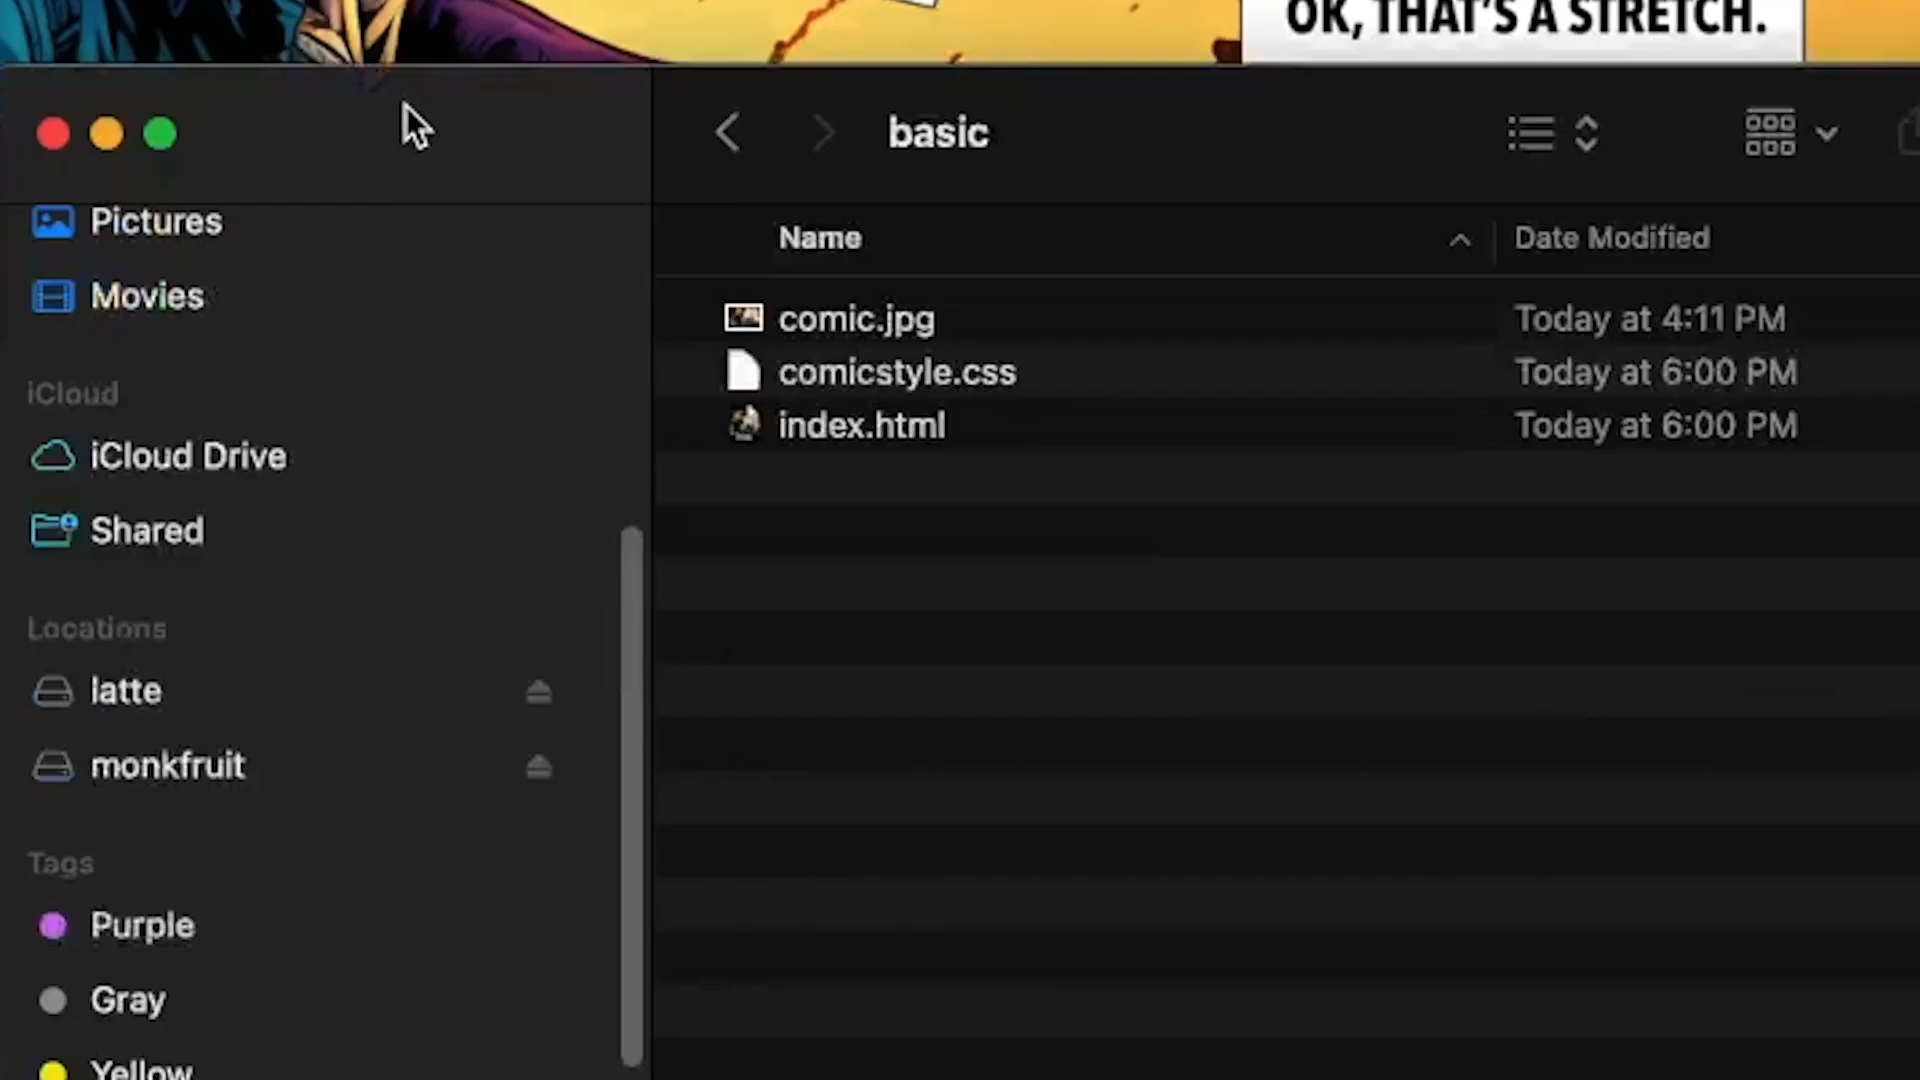 OK, THAT'S A STRETCH.
basic
Pictures
Movies
iCloud
iCloud Drive
Shared
Locations
latte
monkfruit
Tags
Purple
Gray
Yellow
Name
Date Modified
comic.jpg
Today at 4:11 PM
comicstyle.css
Today at 6:00 PM
index.html
Today at 6:00 PM